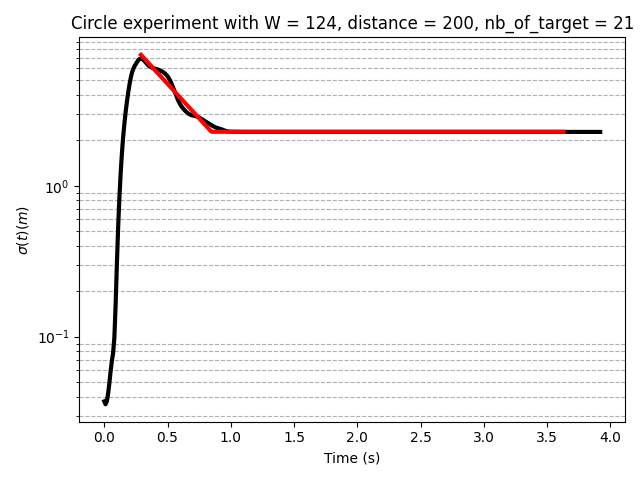 Circle experiment with W = 124, distance = 200, nb_of_target = 21
σ(t)(m)
10⁰
10⁻¹
0.0 0.5 1.0 1.5 2.0 2.5 3.0 3.5 4.0
Time (s)